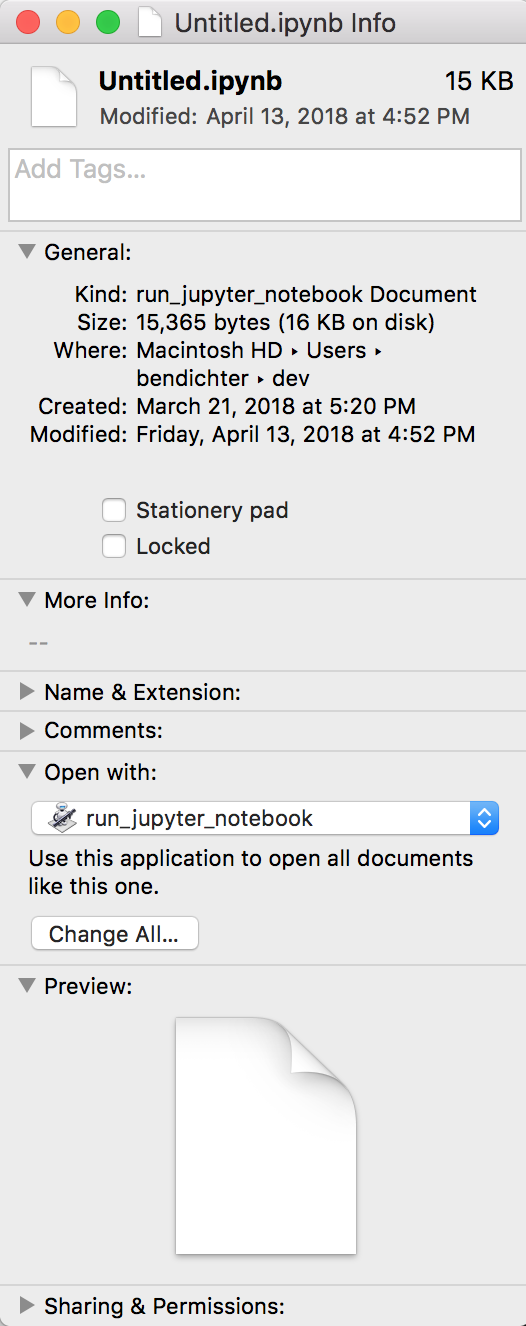 Untitled.ipynb Info
Untitled.ipynb 15 KB
Modified: April 13, 2018 at 4:52 PM
Add Tags...
General:
Kind: run_jupyter_notebook Document
Size: 15,365 bytes (16 KB on disk)
Where: Macintosh HD ▸ Users ▸
bendichter ▸ dev
Created: March 21, 2018 at 5:20 PM
Modified: Friday, April 13, 2018 at 4:52 PM
Stationery pad
Locked
More Info:
--
Name & Extension:
Comments:
Open with:
run_jupyter_notebook
Use this application to open all documents
like this one.
Change All...
Preview:
Sharing & Permissions: